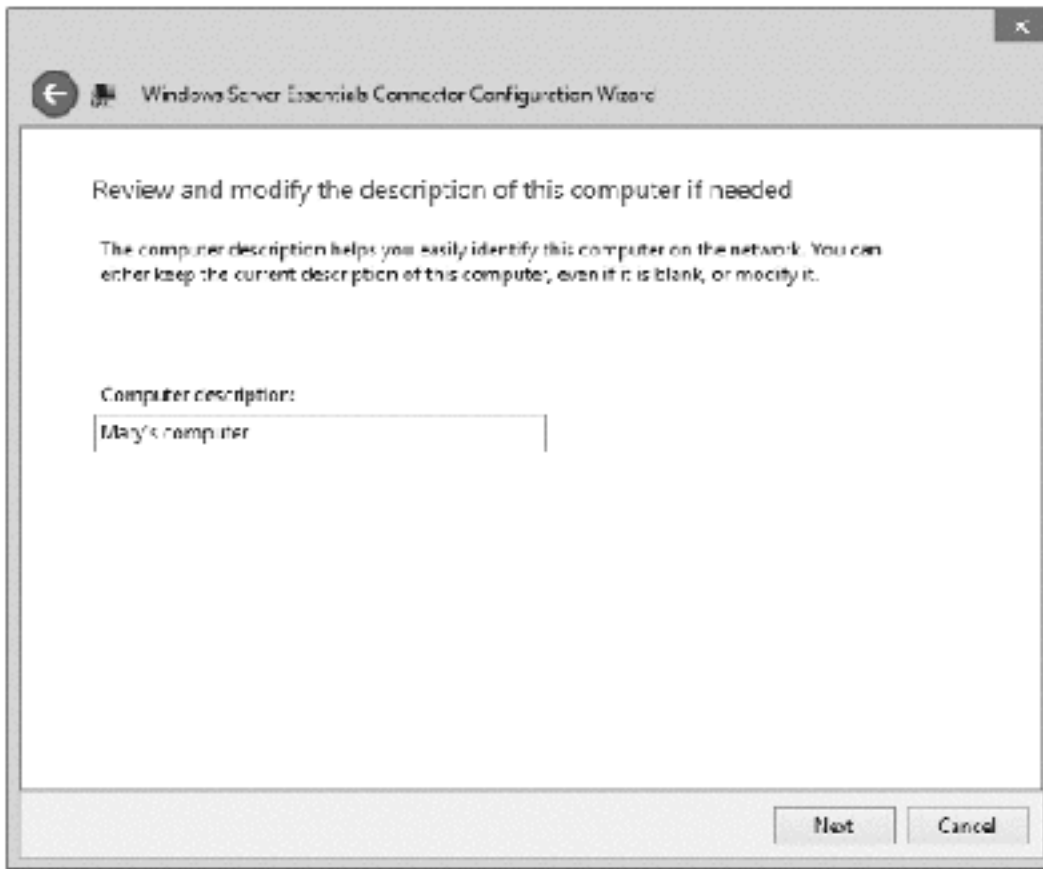 Windows Server Essentials Connector Configuration Wizard
Review and modify the description of this computer if needed
The computer description helps you easily identify this computer on the network. You can
either keep the current description of this computer, even if it is blank, or modify it.
Computer description:
Mary's computer
Next Cancel